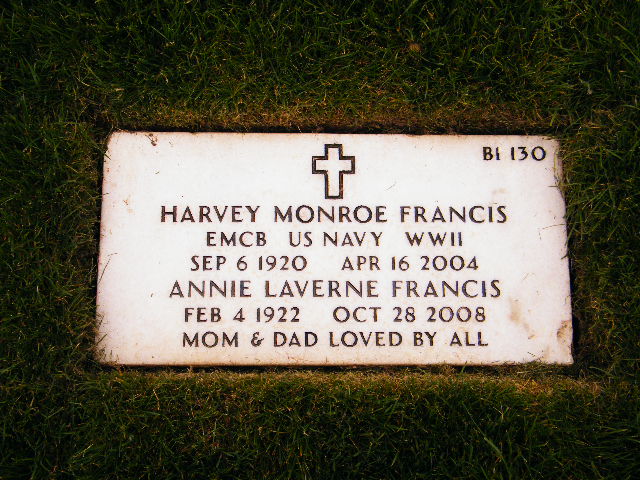 B1 130
HARVEY MONROE FRANCIS
EMCB US NAVY WWII
SEP 6 1920 APR 16 2004
ANNIE LAVERNE FRANCIS
FEB 4 1922 OCT 28 2008
MOM & DAD LOVED BY ALL